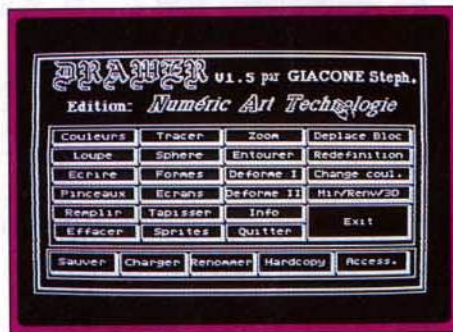 DRAWER V1.5 par GIACONE Steph.
Edition: Numéric Art Technologie
Couleurs Tracer Zoom Deplace Bloc
Loupe Sphere Entourer Redefinition
Ecrire Formes Deforme I Change coul.
Pinceaux Ecrans Deforme II Mir/Renv/3D
Remplir Tapisser Info Exit
Effacer Sprites Quitter
Sauver Charger Renommer Hardcopy Access.